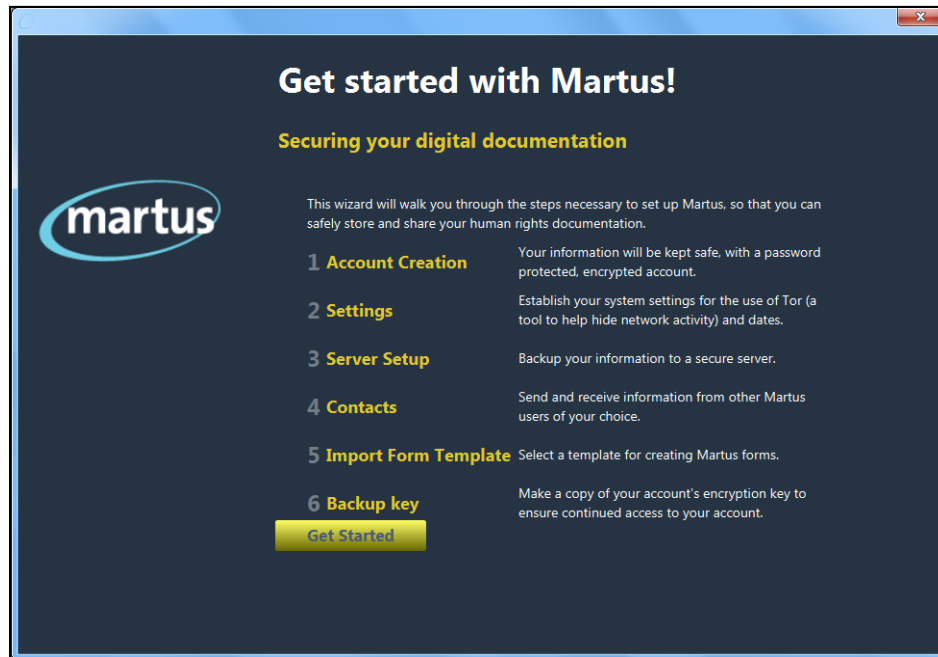 Get started with Martus!
Securing your digital documentation
martus
This wizard will walk you through the steps necessary to set up Martus, so that you can
safely store and share your human rights documentation.
1 Account Creation
Your information will be kept safe, with a password
protected, encrypted account.
2 Settings
Establish your system settings for the use of Tor (a
tool to help hide network activity) and dates.
3 Server Setup
Backup your information to a secure server.
4 Contacts
Send and receive information from other Martus
users of your choice.
5 Import Form Template
Select a template for creating Martus forms.
6 Backup key
Make a copy of your account's encryption key to
ensure continued access to your account.
Get Started